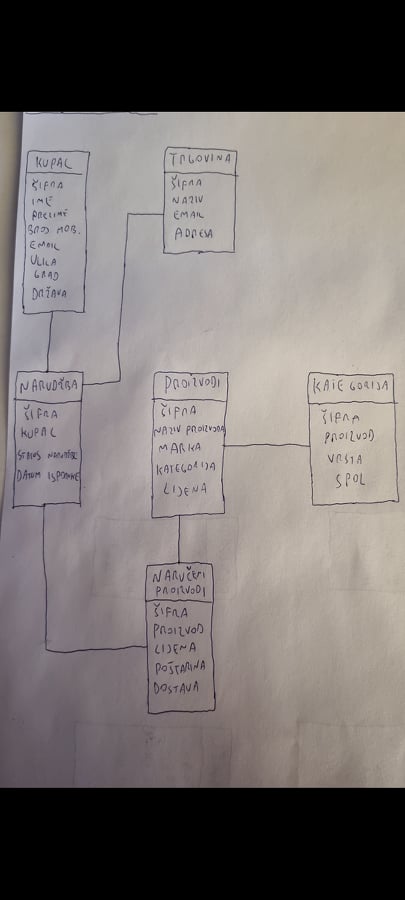 KUPAC
ŠIFRA
IME
PREZIME
BROJ MOB.
EMAIL
ULICA
GRAD
DRŽAVA
TRGOVINA
ŠIFRA
NAZIV
EMAIL
ADRESA
NARUDŽBA
ŠIFRA
KUPAC
STATUS NARUDŽBE
DATUM ISPORUKE
PROIZVODI
ŠIFRA
NAZIV PROIZVODA
MARKA
KATEGORIJA
CIJENA
KATEGORIJA
ŠIFRA
PROIZVOD
VRSTA
SPOL
NARUČENI
PROIZVODI
ŠIFRA
PROIZVOD
CIJENA
POŠTARINA
DOSTAVA